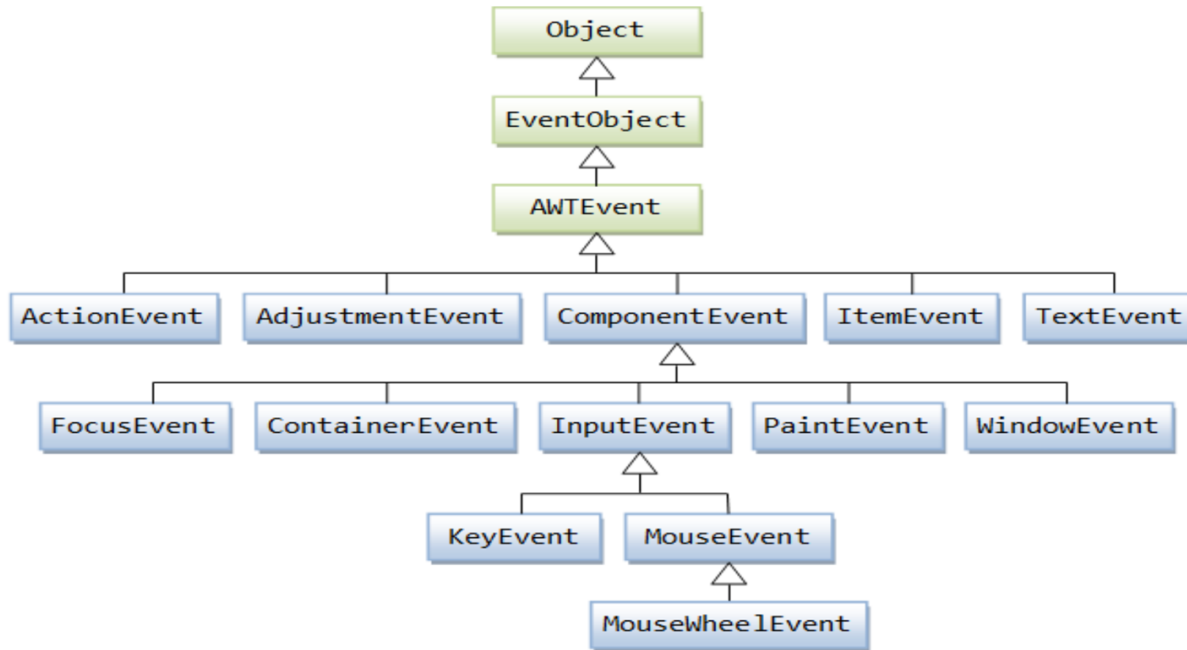 Object
EventObject
AWTEvent
ActionEvent
AdjustmentEvent
ComponentEvent
ItemEvent
TextEvent
FocusEvent
ContainerEvent
InputEvent
PaintEvent
WindowEvent
KeyEvent
MouseEvent
MouseWheelEvent